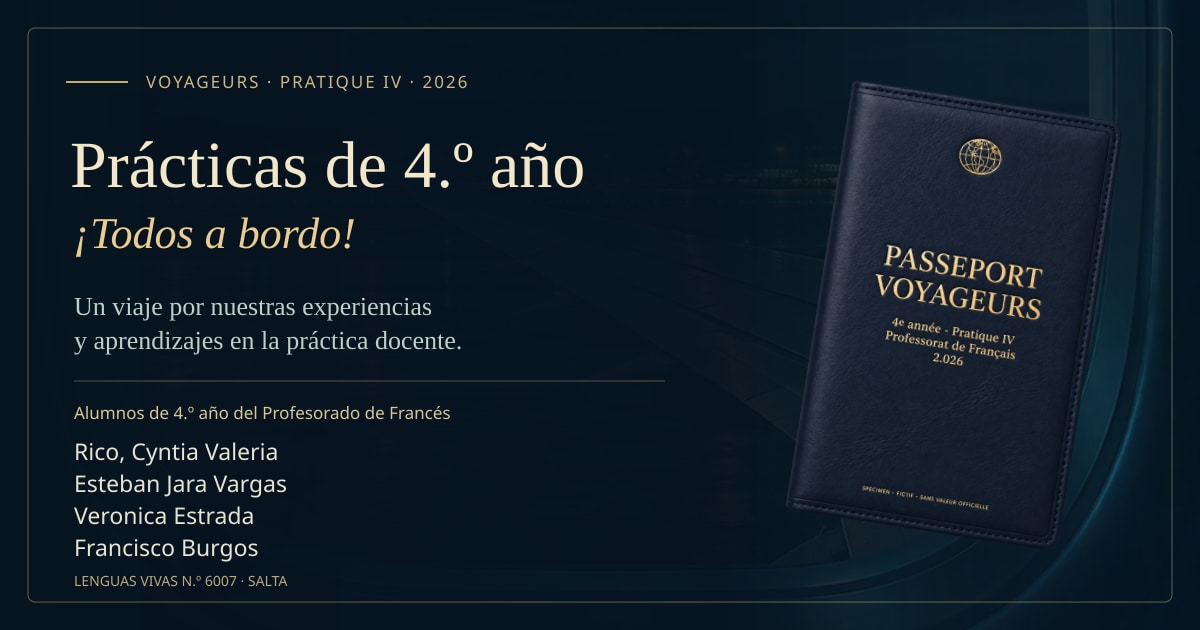 VOYAGEURS · PRATIQUE IV · 2026
Prácticas de 4.º año
¡Todos a bordo!
Un viaje por nuestras experiencias
y aprendizajes en la práctica docente.
Alumnos de 4.º año del Profesorado de Francés
Rico, Cyntia Valeria
Esteban Jara Vargas
Veronica Estrada
Francisco Burgos
LENGUAS VIVAS N.º 6007 · SALTA
PASSEPORT
VOYAGEURS
4e année - Pratique IV
Professorat de Français
2.026
SPECIMEN - FICTIF - SANS VALEUR OFFICIELLE